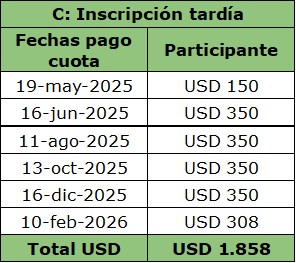 C: Inscripción tardía
Fechas pago cuota Participante
19-may-2025 USD 150
16-jun-2025 USD 350
11-ago-2025 USD 350
13-oct-2025 USD 350
16-dic-2025 USD 350
10-feb-2026 USD 308
Total USD USD 1.858